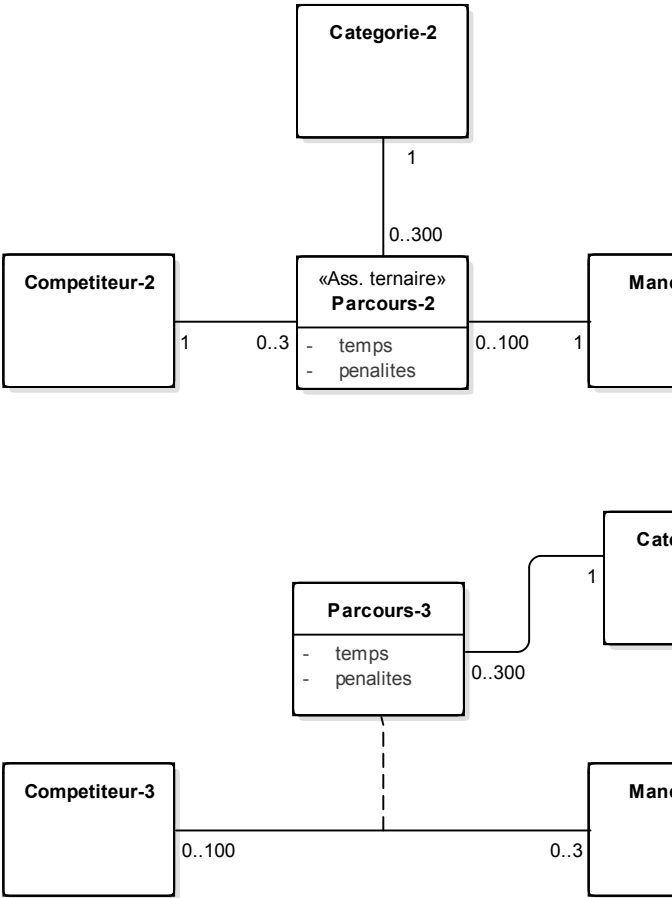 Categorie-2
1
0..300
Competiteur-2
«Ass. ternaire»
Parcours-2
1
0..3
- temps
- penalites
0..100
1
Parcours-3
1
- temps
- penalites
0..300
Competiteur-3
0..100
0..3